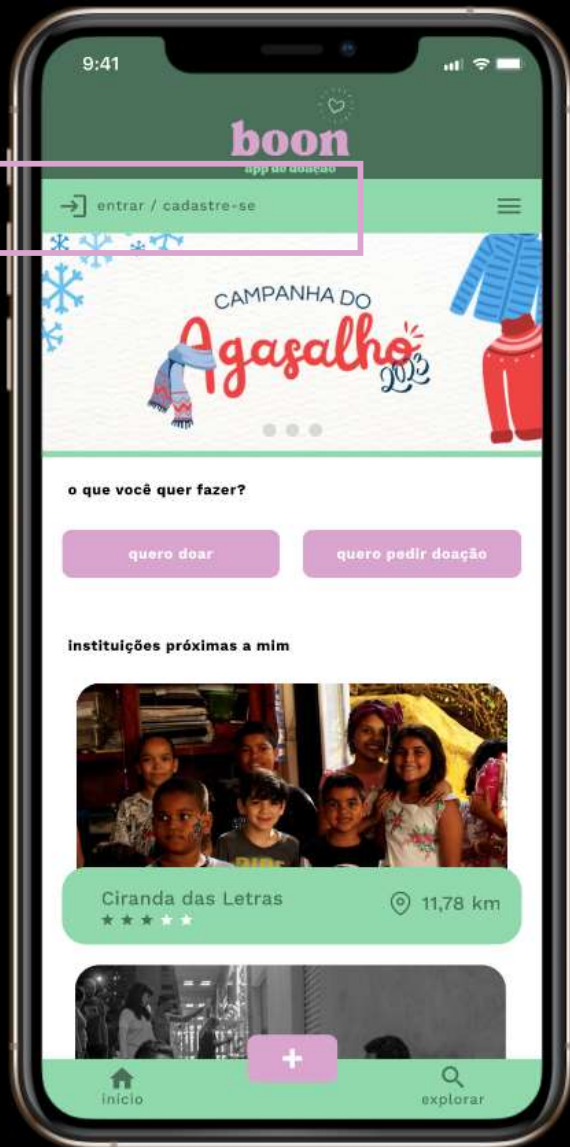 9:41
boon
app de doação
entrar / cadastre-se
CAMPANHA DO
Agasalho
2023
o que você quer fazer?
quero doar
quero pedir doação
instituições próximas a mim
Ciranda das Letras
11,78 km
+
início
explorar